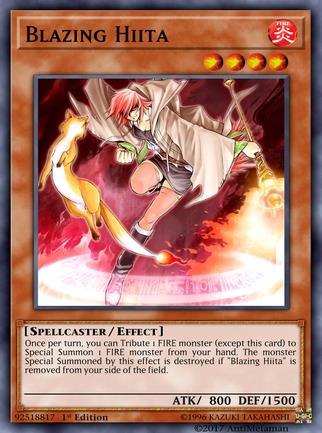 Blazing Hiita
FIRE
炎
[Spellcaster / Effect]
Once per turn, you can Tribute 1 FIRE monster (except this card) to
Special Summon 1 FIRE monster from your hand. The monster
Special Summoned by this effect is destroyed if "Blazing Hiita" is
removed from your side of the field.
ATK/ 800 DEF/1500
92518817 1st Edition ©1996 KAZUKI TAKAHASHI
©2017 AntiMetaman